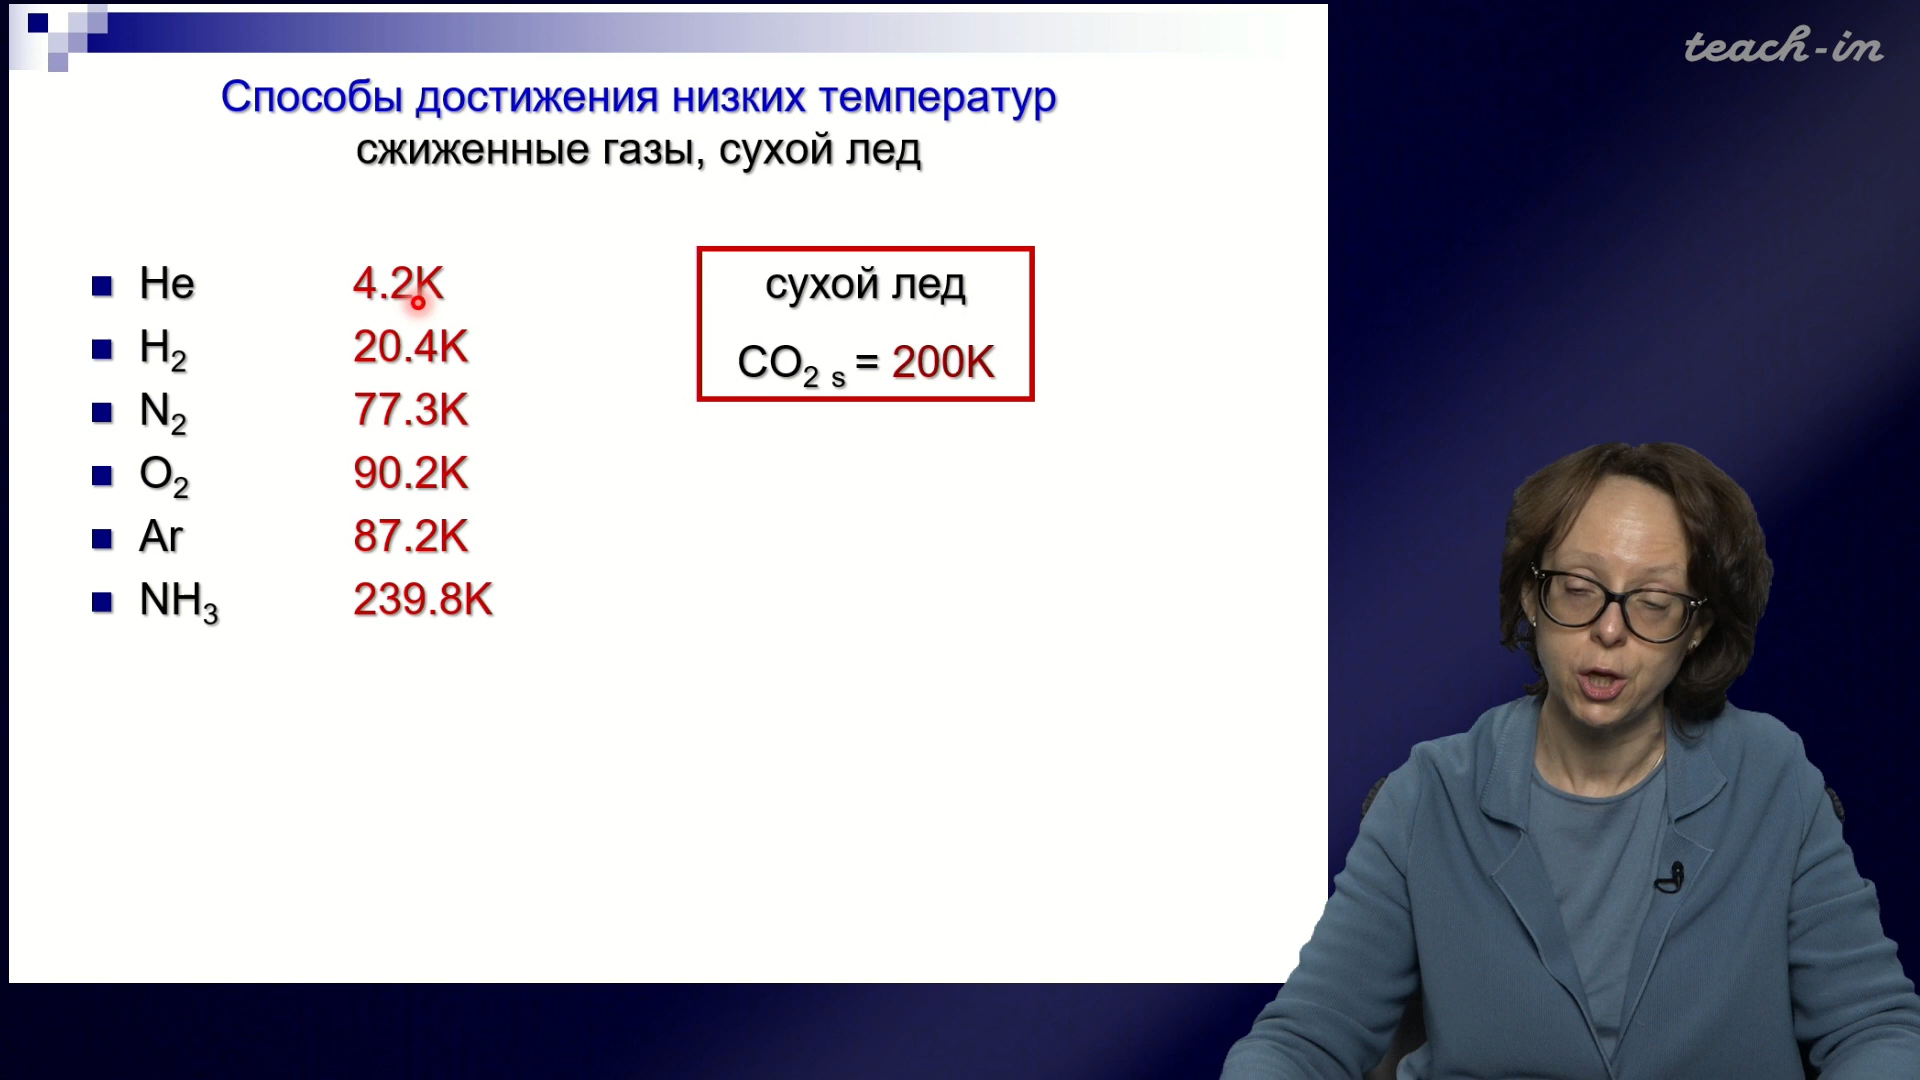 teach-in
Способы достижения низких температур
сжиженные газы, сухой лед
He 4.2K
H₂ 20.4K
N₂ 77.3K
O₂ 90.2K
Ar 87.2K
NH₃ 239.8K
сухой лед
CO₂ ₛ = 200K